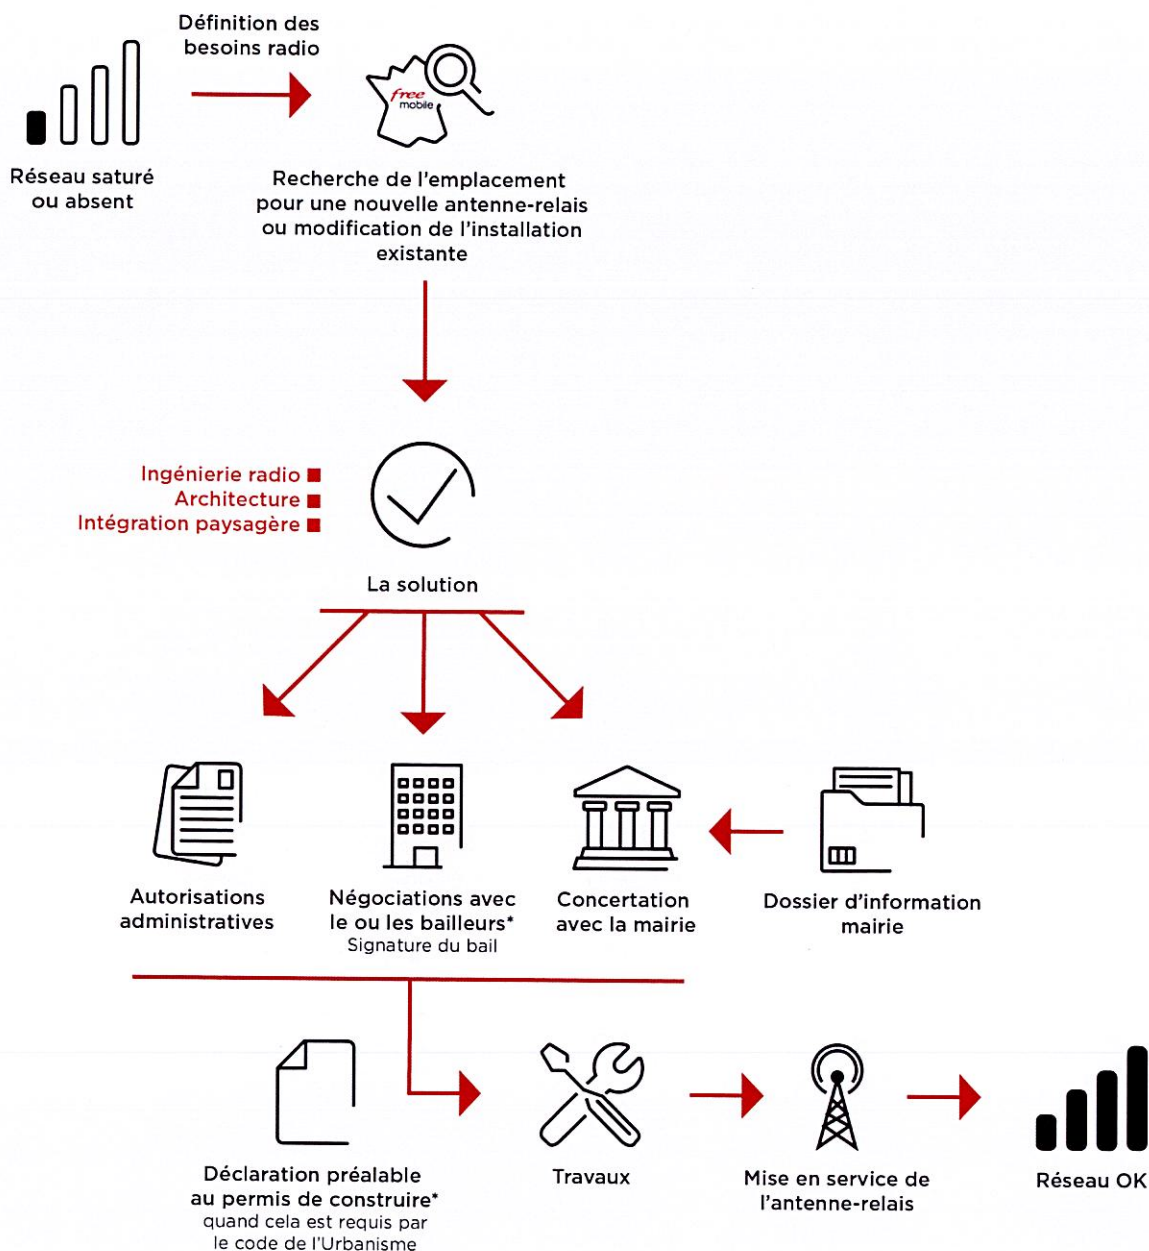 Définition des
besoins radio
free
mobile
Réseau saturé
ou absent
Recherche de l'emplacement
pour une nouvelle antenne-relais
ou modification de l'installation
existante
Ingénierie radio
Architecture
Intégration paysagère
La solution
Autorisations
administratives
Négociations avec
le ou les bailleurs*
Signature du bail
Concertation
avec la mairie
Dossier d'information
mairie
Déclaration préalable
au permis de construire*
quand cela est requis par
le code de l'Urbanisme
Travaux
Mise en service de
l'antenne-relais
Réseau OK